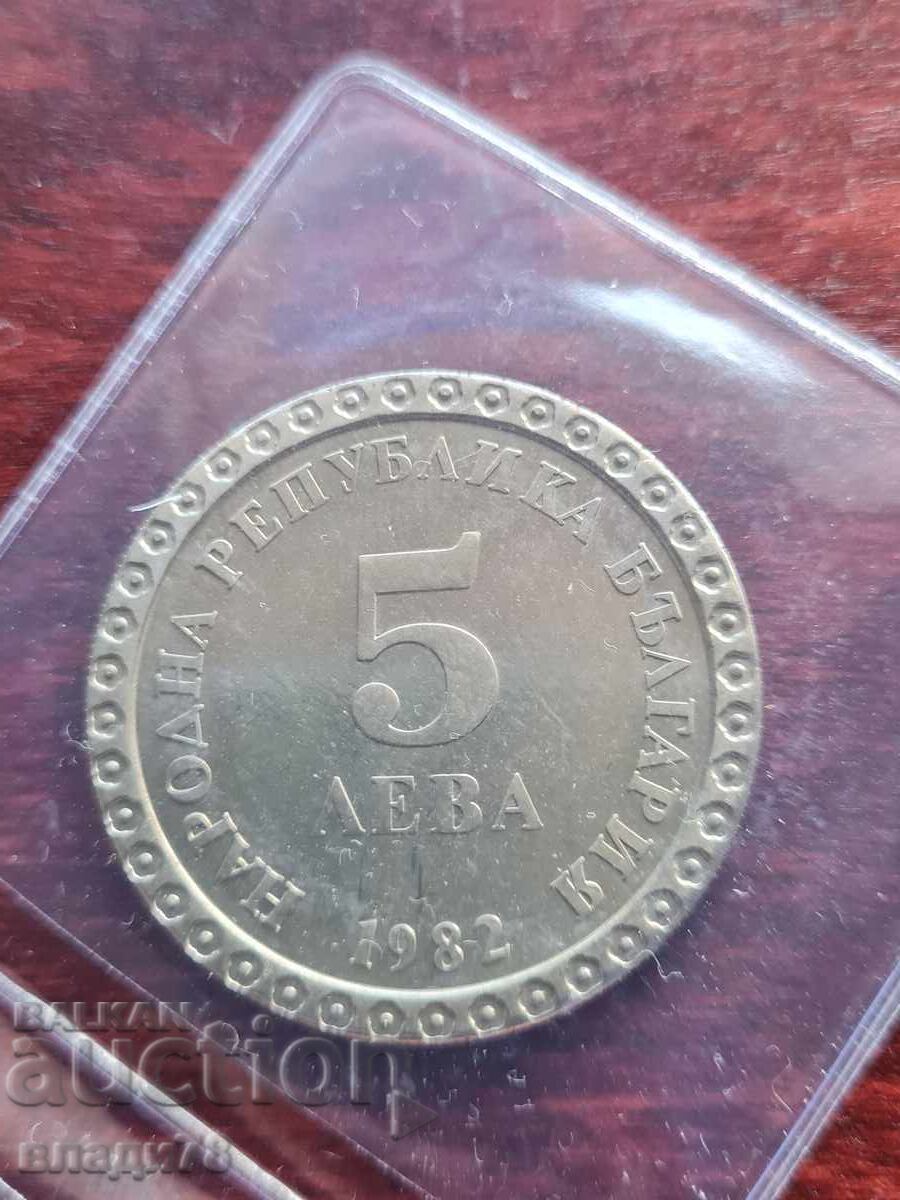 НАРОДНА РЕПУБЛИКА БЪЛГАРИЯ
5
ЛЕВА
1982
BALKAN
auction
влади78